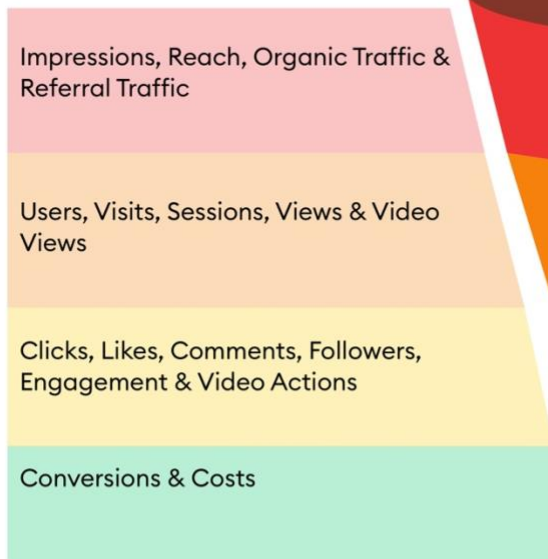 Impressions, Reach, Organic Traffic &
Referral Traffic
Users, Visits, Sessions, Views & Video
Views
Clicks, Likes, Comments, Followers,
Engagement & Video Actions
Conversions & Costs